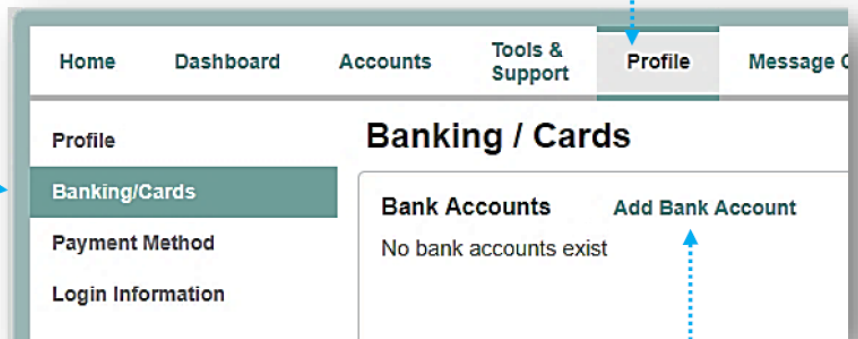 Home Dashboard Accounts Tools & Support Profile Message
Profile
Banking/Cards
Payment Method
Login Information
Banking / Cards
Bank Accounts Add Bank Account
No bank accounts exist